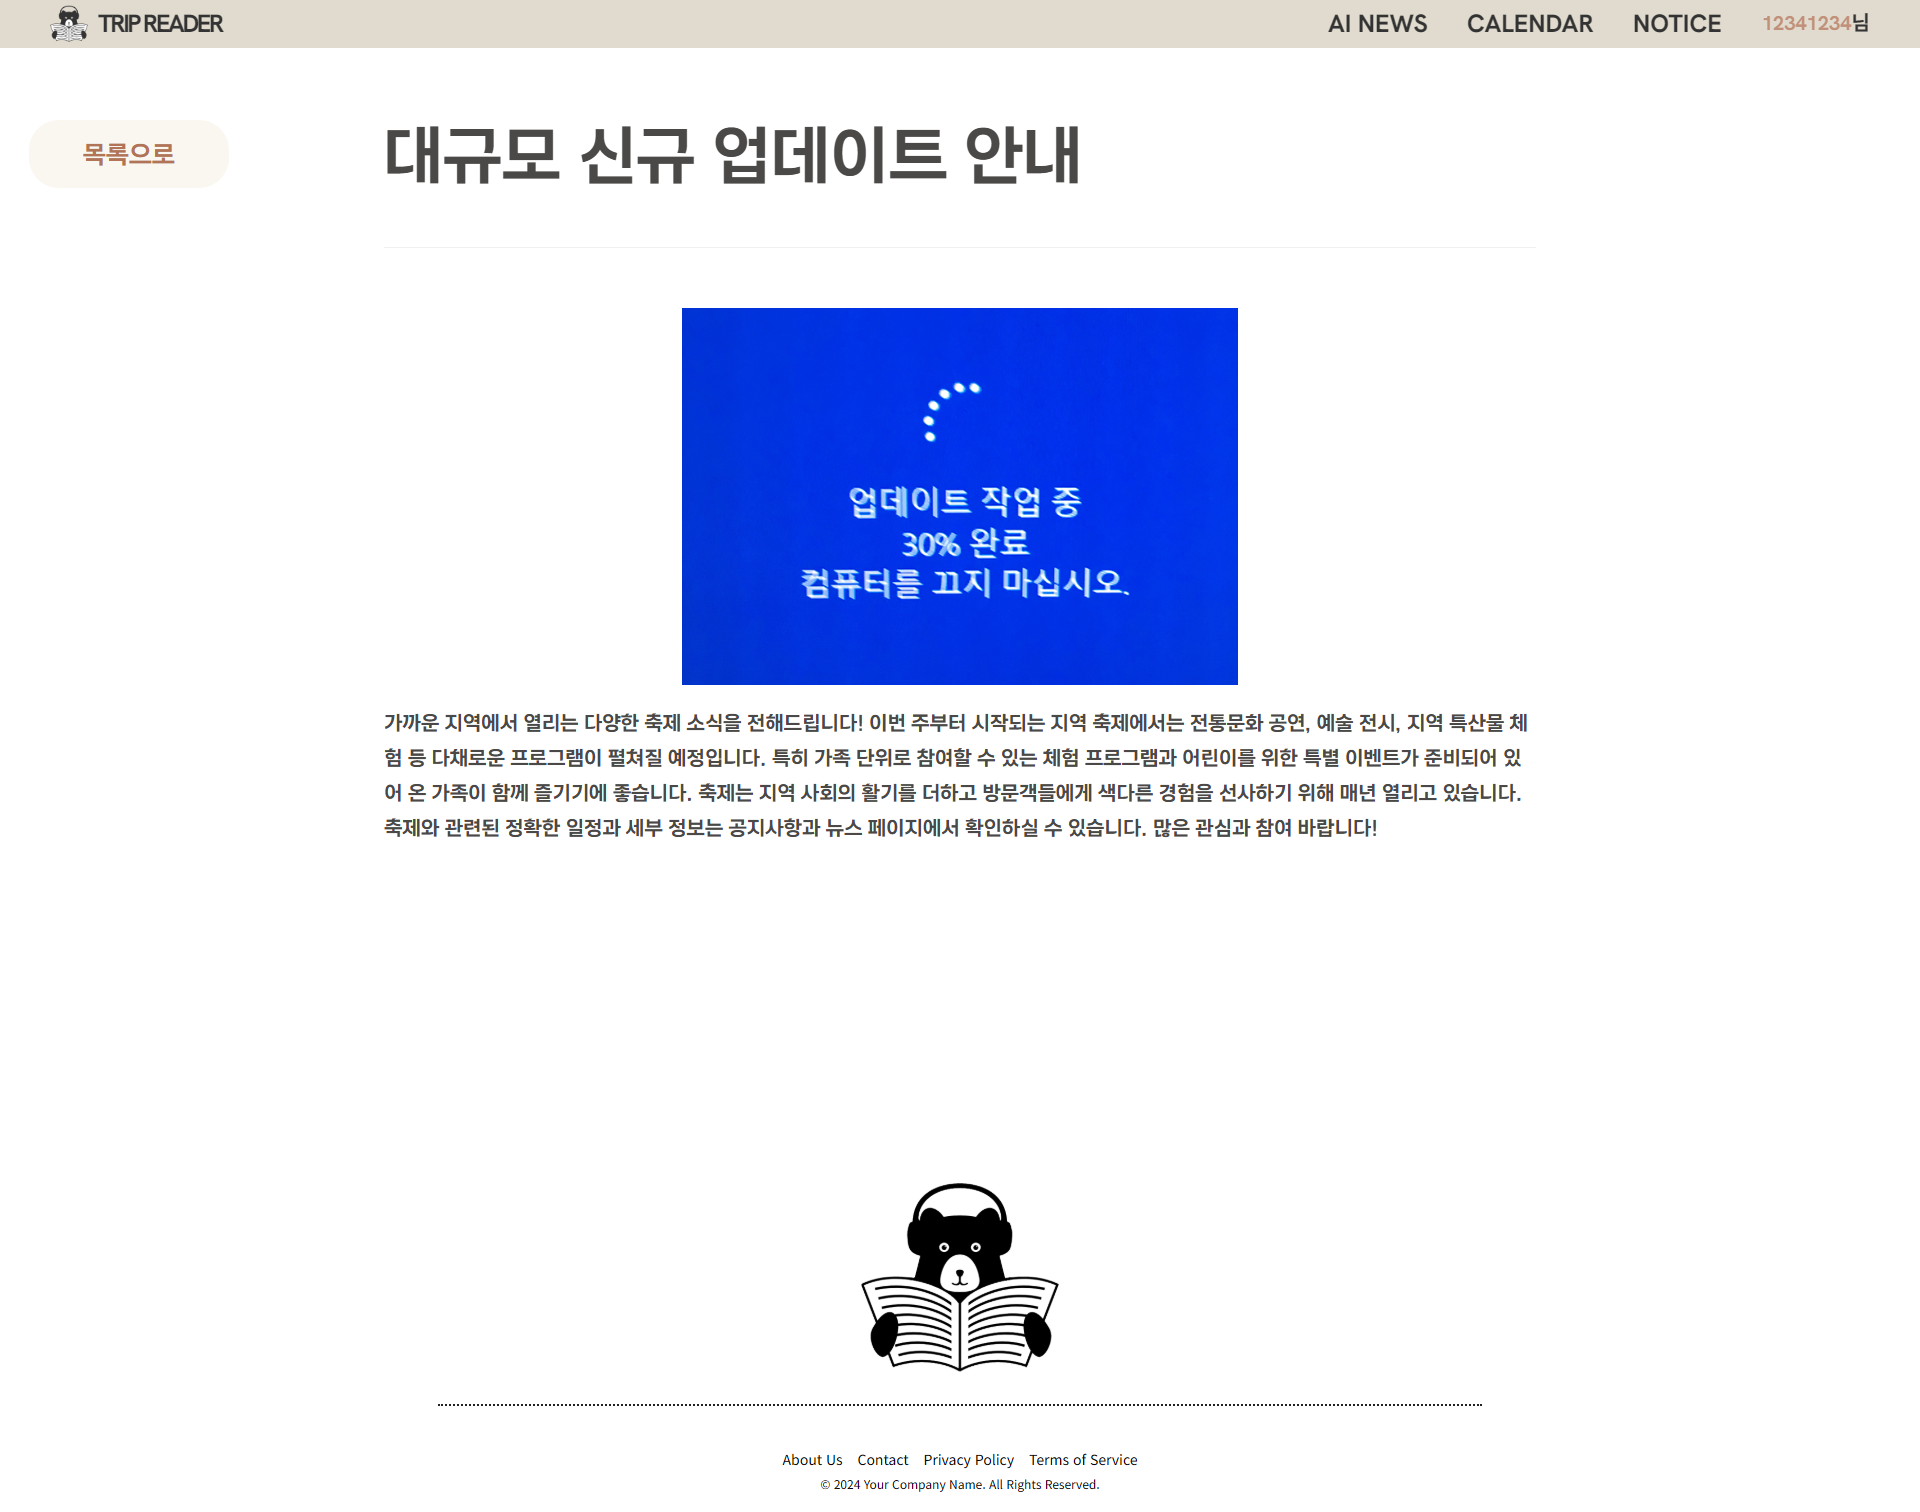 TRIP READER
AI NEWS
CALENDAR
NOTICE
12341234님
목록으로
대규모 신규 업데이트 안내
업데이트 작업 중
30% 완료
컴퓨터를 끄지 마십시오.
가까운 지역에서 열리는 다양한 축제 소식을 전해드립니다! 이번 주부터 시작되는 지역 축제에서는 전통문화 공연, 예술 전시, 지역 특산물 체
험 등 다채로운 프로그램이 펼쳐질 예정입니다. 특히 가족 단위로 참여할 수 있는 체험 프로그램과 어린이를 위한 특별 이벤트가 준비되어 있
어 온 가족이 함께 즐기기에 좋습니다. 축제는 지역 사회의 활기를 더하고 방문객들에게 색다른 경험을 선사하기 위해 매년 열리고 있습니다.
축제와 관련된 정확한 일정과 세부 정보는 공지사항과 뉴스 페이지에서 확인하실 수 있습니다. 많은 관심과 참여 바랍니다!
About Us Contact Privacy Policy Terms of Service
© 2024 Your Company Name. All Rights Reserved.